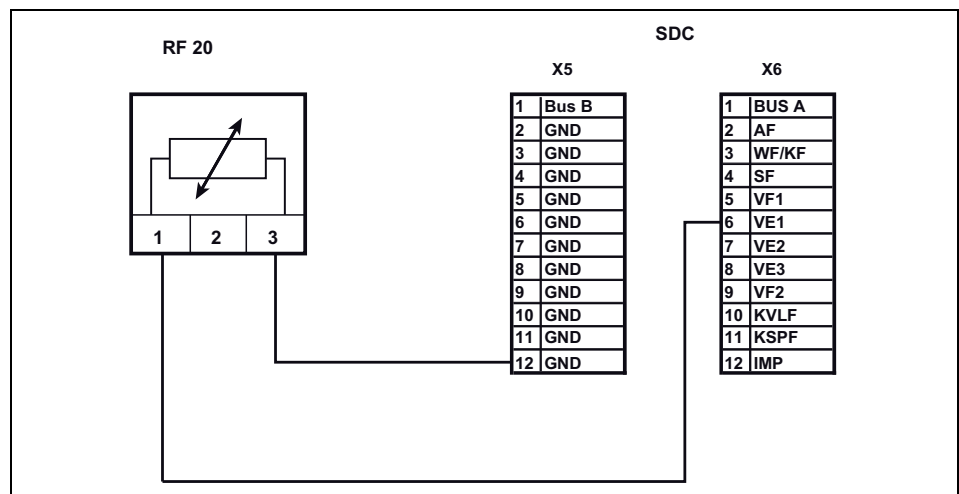 SDC
RF 20
X5
X6
1 Bus B
2 GND
3 GND
4 GND
5 GND
6 GND
7 GND
8 GND
9 GND
10 GND
11 GND
12 GND
1 BUS A
2 AF
3 WF/KF
4 SF
5 VF1
6 VE1
7 VE2
8 VE3
9 VF2
10 KVLF
11 KSPF
12 IMP
1 2 3